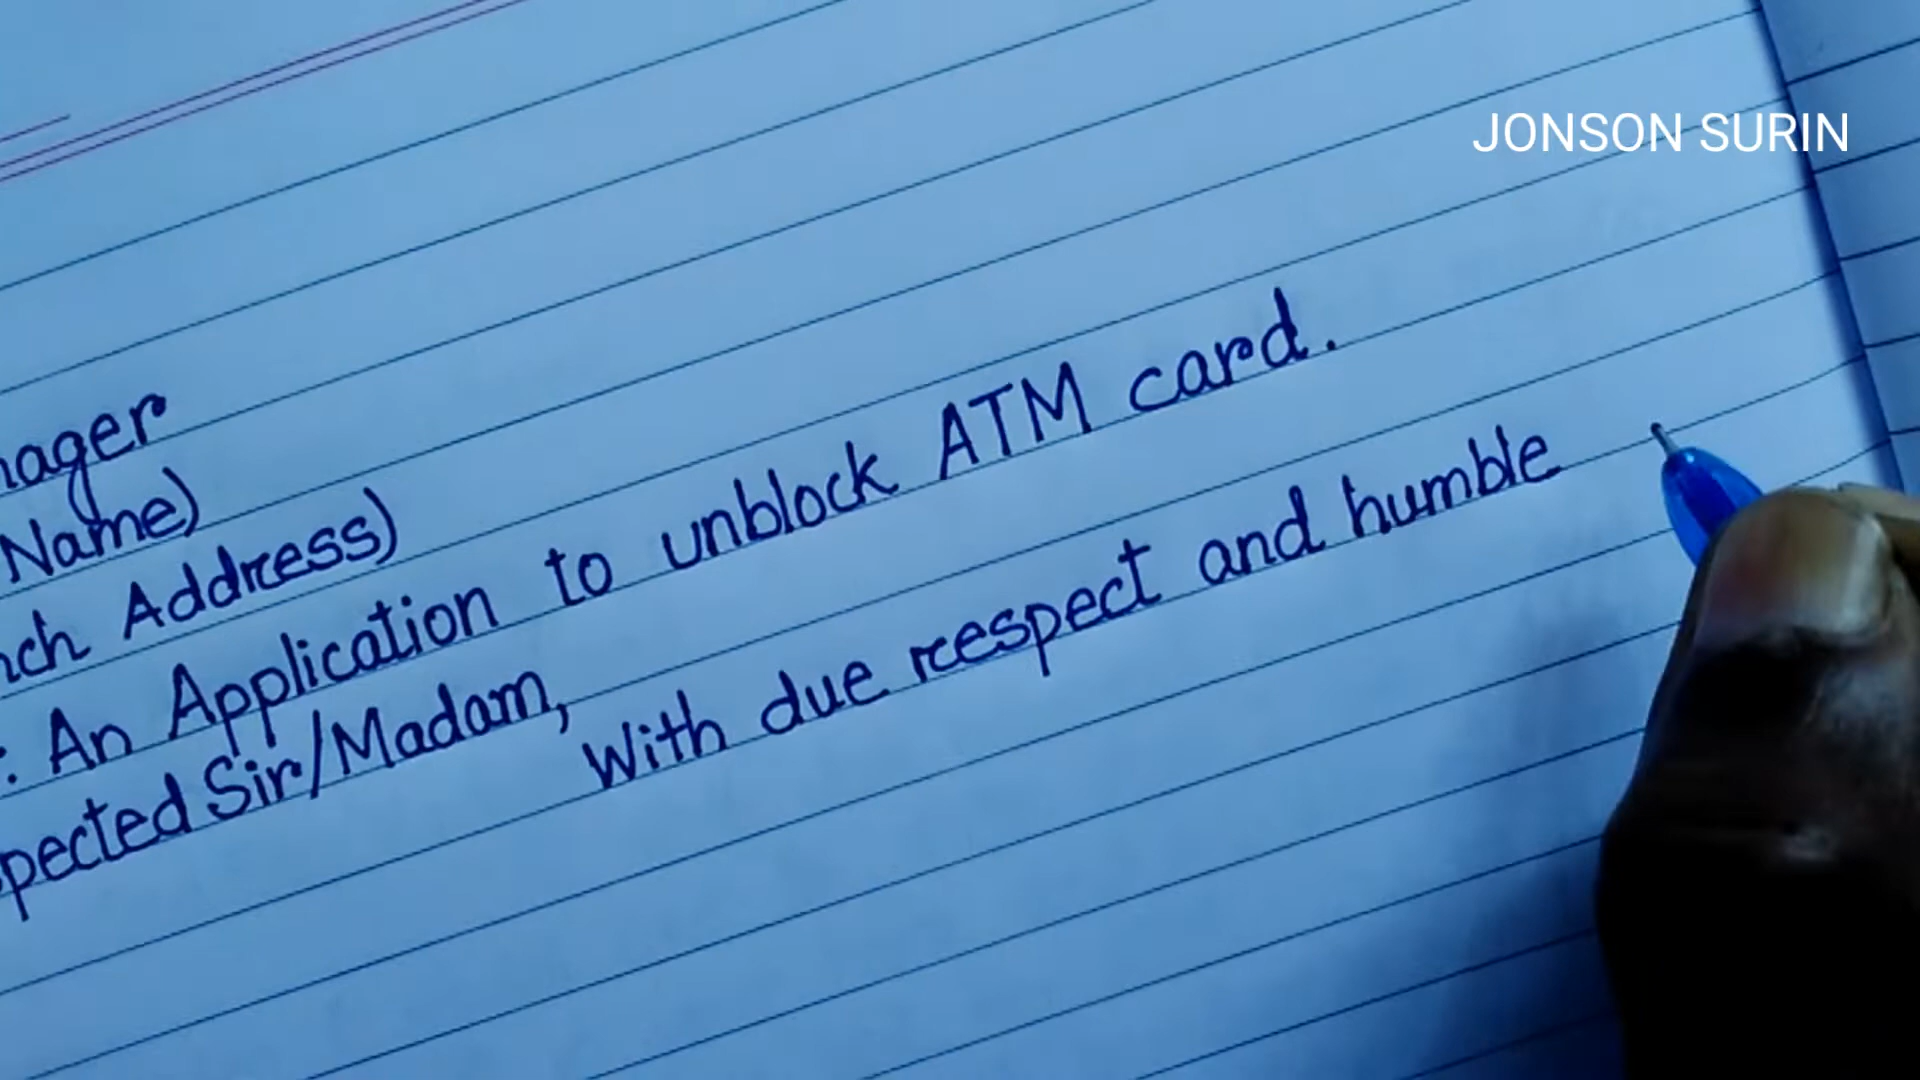 JONSON SURIN
nager
Name)
nch Address)
: An Application to unblock ATM card.
spected Sir/Madam,
With due respect and humble